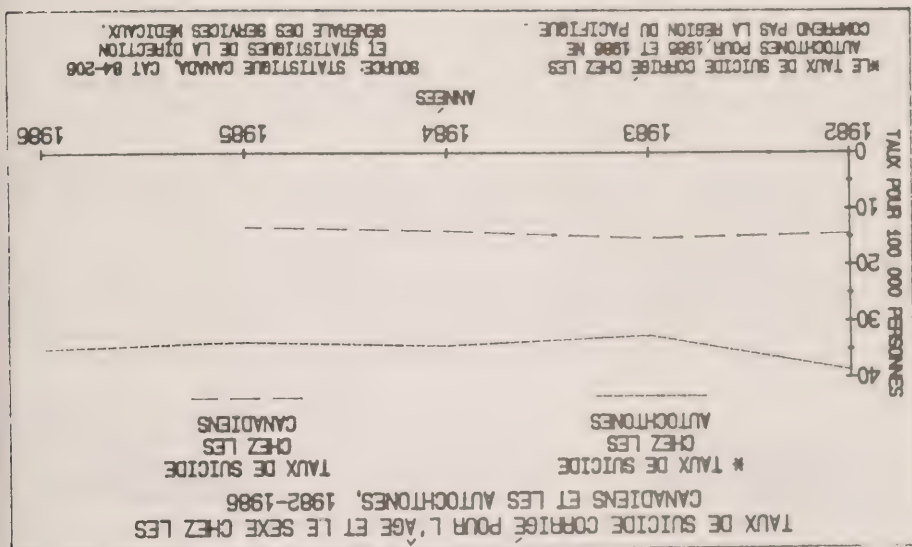 TAUX DE SUICIDE CORRIGÉ POUR L'ÂGE ET LE SEXE CHEZ LES
CANADIENS ET LES AUTOCHTONES, 1982-1986
* TAUX DE SUICIDE
CHEZ LES
AUTOCHTONES
TAUX DE SUICIDE
CHEZ LES
CANADIENS
TAUX POUR 100 000 PERSONNES
40
30
20
10
0
1982 1983 1984 1985 1986
ANNÉES
*LE TAUX DE SUICIDE CORRIGÉ CHEZ LES
AUTOCHTONES POUR 1985 ET 1986 NE
COMPREND PAS LA RÉGION DU PACIFIQUE.
SOURCE: STATISTIQUE CANADA, CAT 84-206
ET STATISTIQUES DE LA DIRECTION
GÉNÉRALE DES SERVICES MÉDICAUX.